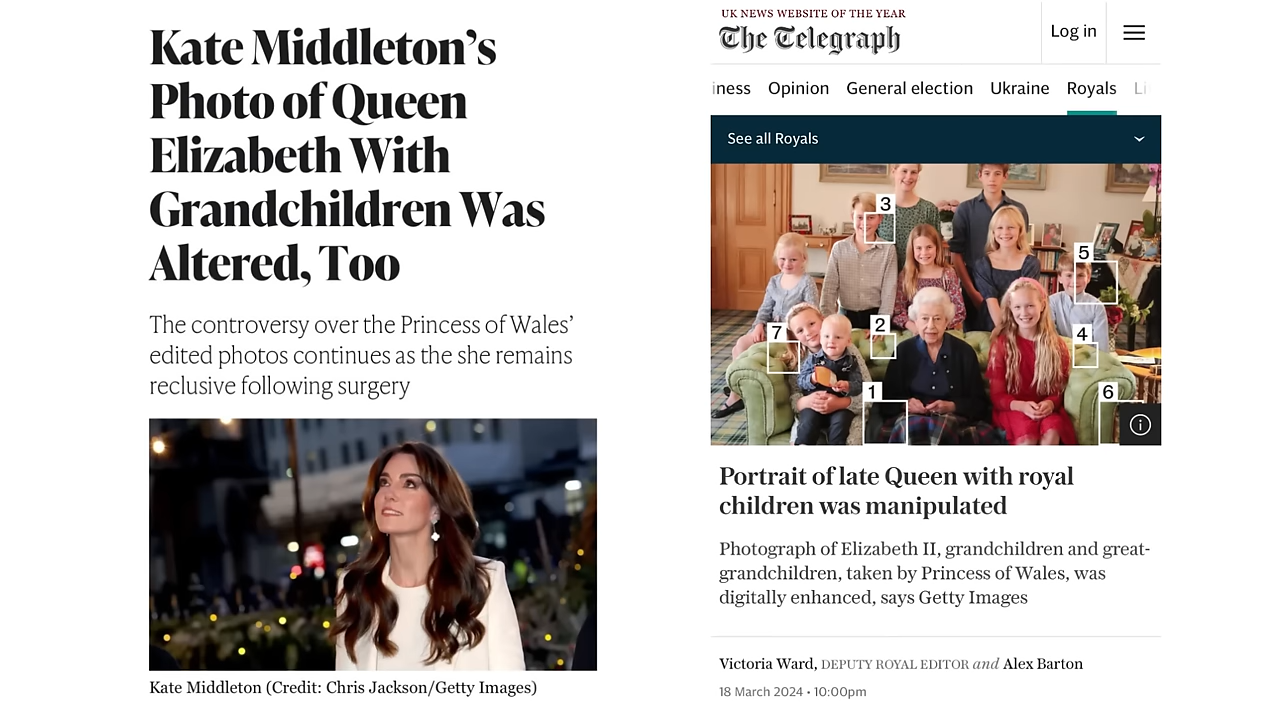 Kate Middleton’s
Photo of Queen
Elizabeth With
Grandchildren Was
Altered, Too
The controversy over the Princess of Wales’
edited photos continues as the she remains
reclusive following surgery
Kate Middleton (Credit: Chris Jackson/Getty Images)
UK NEWS WEBSITE OF THE YEAR
The Telegraph
Log in
iness Opinion General election Ukraine Royals Li
See all Royals
3
5
7
2
4
1
6
Portrait of late Queen with royal
children was manipulated
Photograph of Elizabeth II, grandchildren and great-
grandchildren, taken by Princess of Wales, was
digitally enhanced, says Getty Images
Victoria Ward, DEPUTY ROYAL EDITOR and Alex Barton
18 March 2024 • 10:00pm